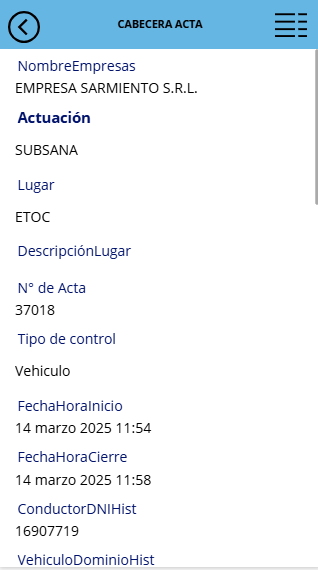 CABECERA ACTA
NombreEmpresas
EMPRESA SARMIENTO S.R.L.
Actuación
SUBSANA
Lugar
ETOC
DescripciónLugar
N° de Acta
37018
Tipo de control
Vehiculo
FechaHoraInicio
14 marzo 2025 11:54
FechaHoraCierre
14 marzo 2025 11:58
ConductorDNIHist
16907719
VehiculoDominioHist